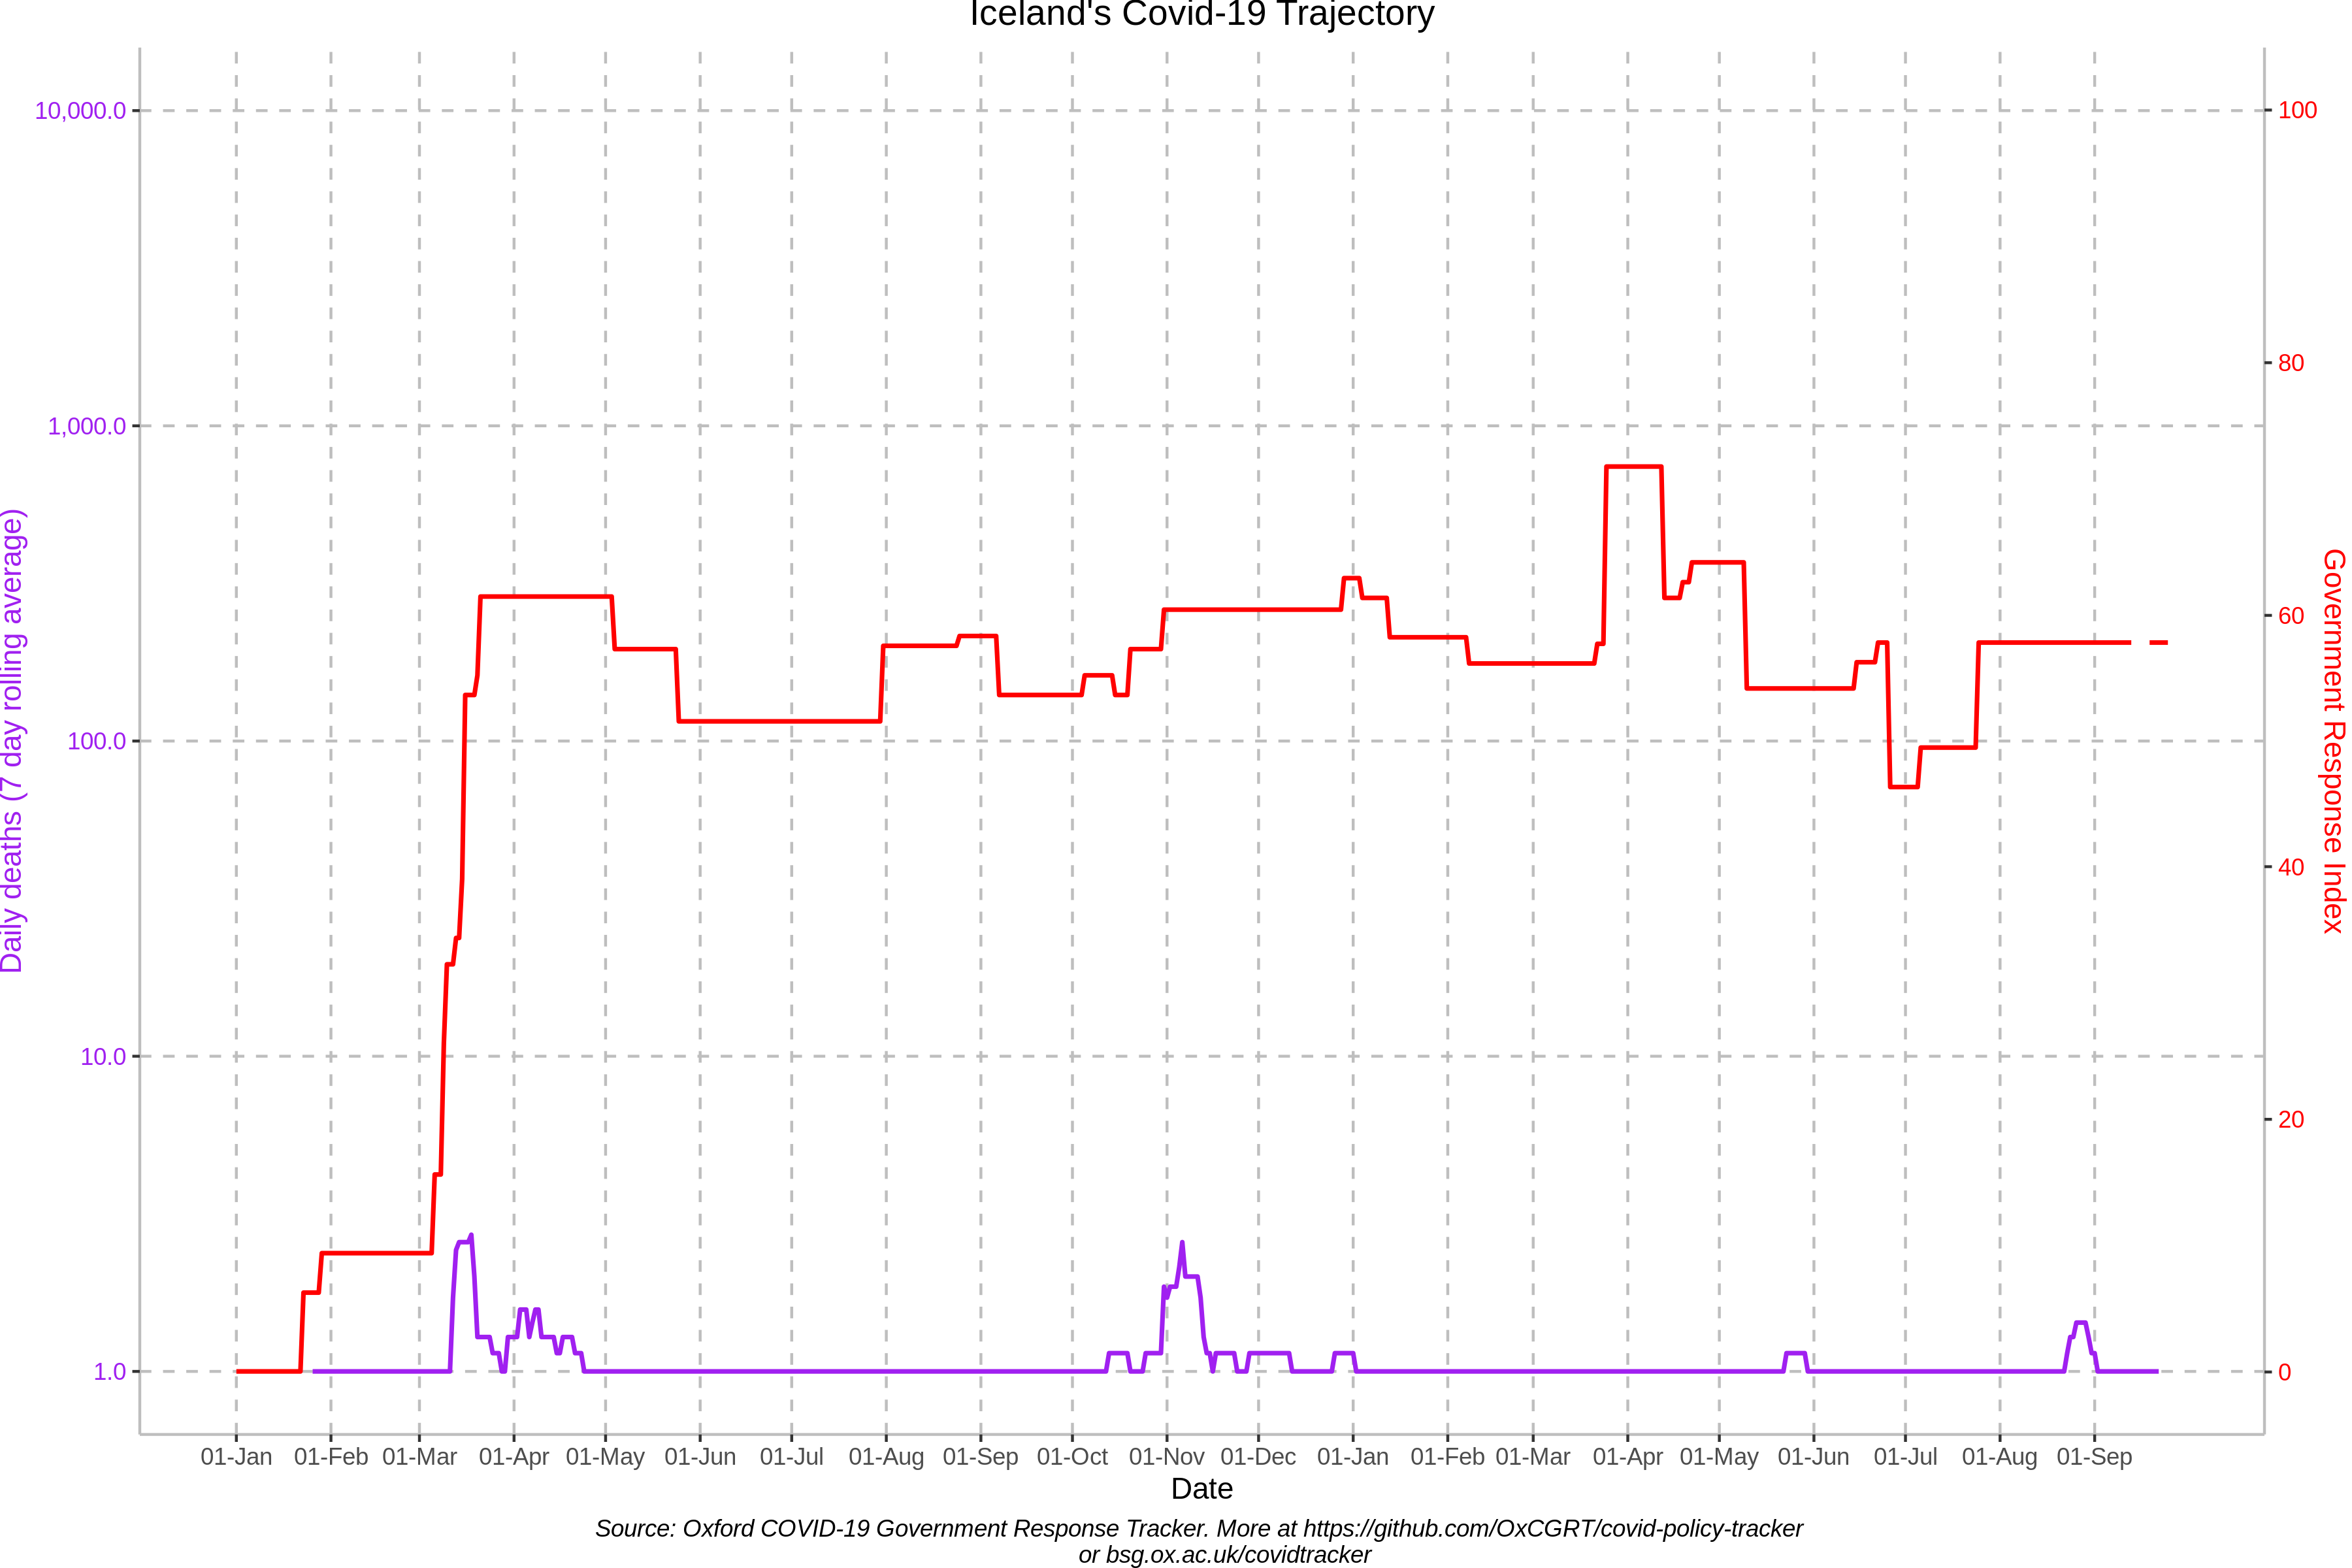 Iceland's Covid-19 Trajectory
10,000.0
1,000.0
100.0
10.0
1.0
Daily deaths (7 day rolling average)
100
80
60
40
20
0
Government Response Index
01-Jan 01-Feb 01-Mar 01-Apr 01-May 01-Jun 01-Jul 01-Aug 01-Sep 01-Oct 01-Nov 01-Dec 01-Jan 01-Feb 01-Mar 01-Apr 01-May 01-Jun 01-Jul 01-Aug 01-Sep
Date
Source: Oxford COVID-19 Government Response Tracker. More at https://github.com/OxCGRT/covid-policy-tracker
or bsg.ox.ac.uk/covidtracker